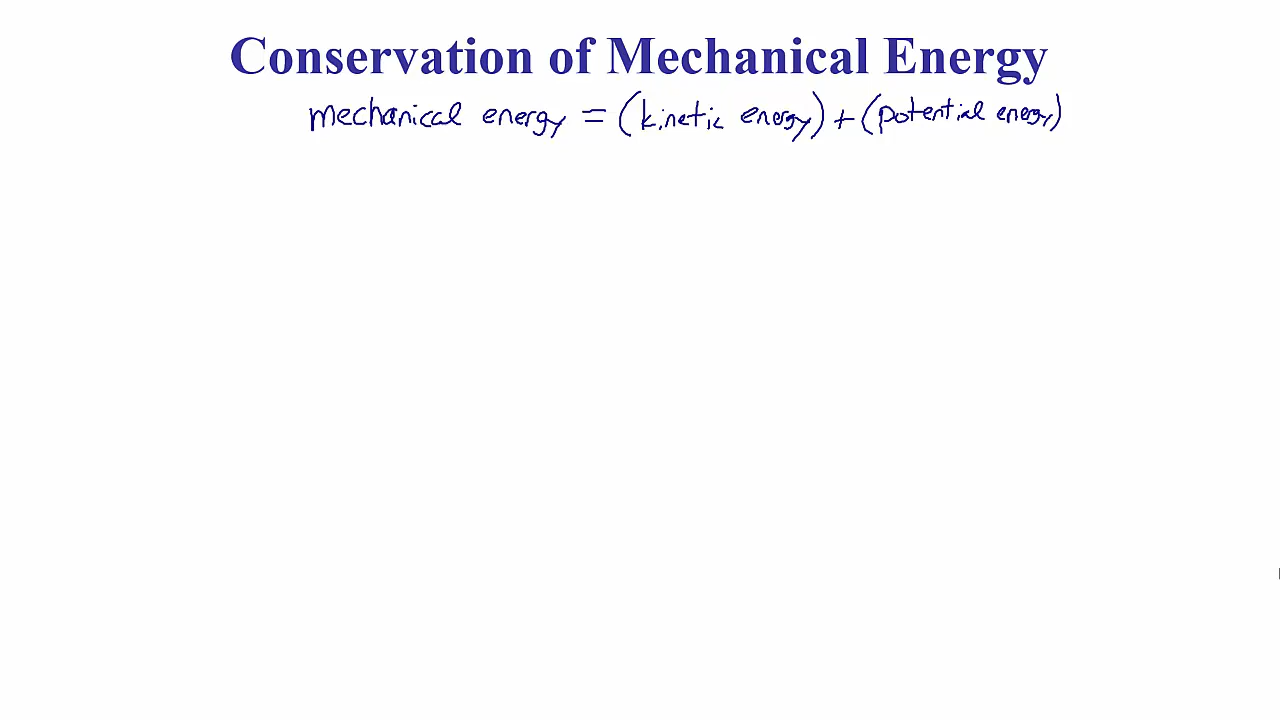 Conservation of Mechanical Energy
mechanical energy = (kinetic energy) + (potential energy)